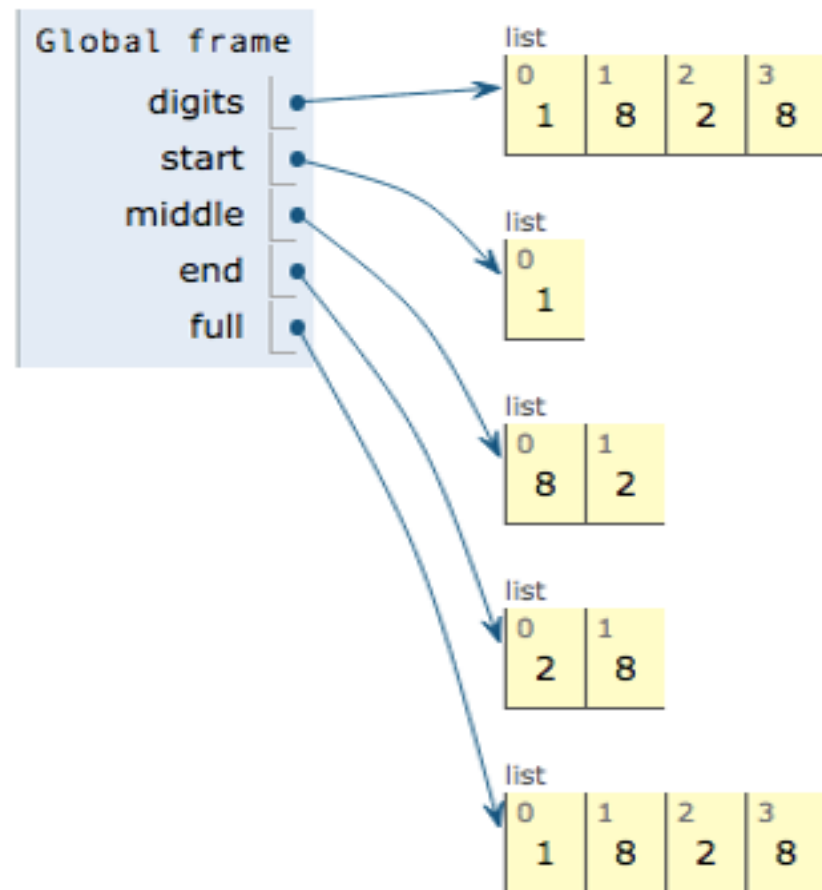 Global frame
digits
start
middle
end
full
list
0 1 2 3
1 8 2 8
list
0
1
list
0 1
8 2
list
0 1
2 8
list
0 1 2 3
1 8 2 8